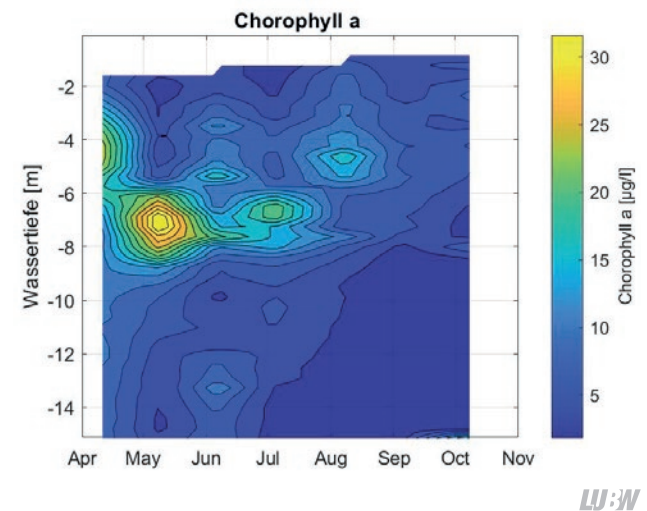 Chorophyll a
Wassertiefe [m]
-2
-4
-6
-8
-10
-12
-14
Apr May Jun Jul Aug Sep Oct Nov
30
25
20
15
10
5
Chorophyll a [µg/l]
LUBW